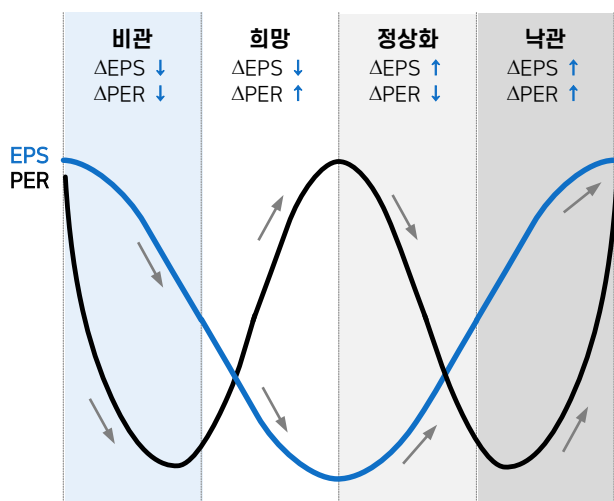 비관
ΔEPS ↓
ΔPER ↓
희망
ΔEPS ↓
ΔPER ↑
정상화
ΔEPS ↑
ΔPER ↓
낙관
ΔEPS ↑
ΔPER ↑
EPS
PER